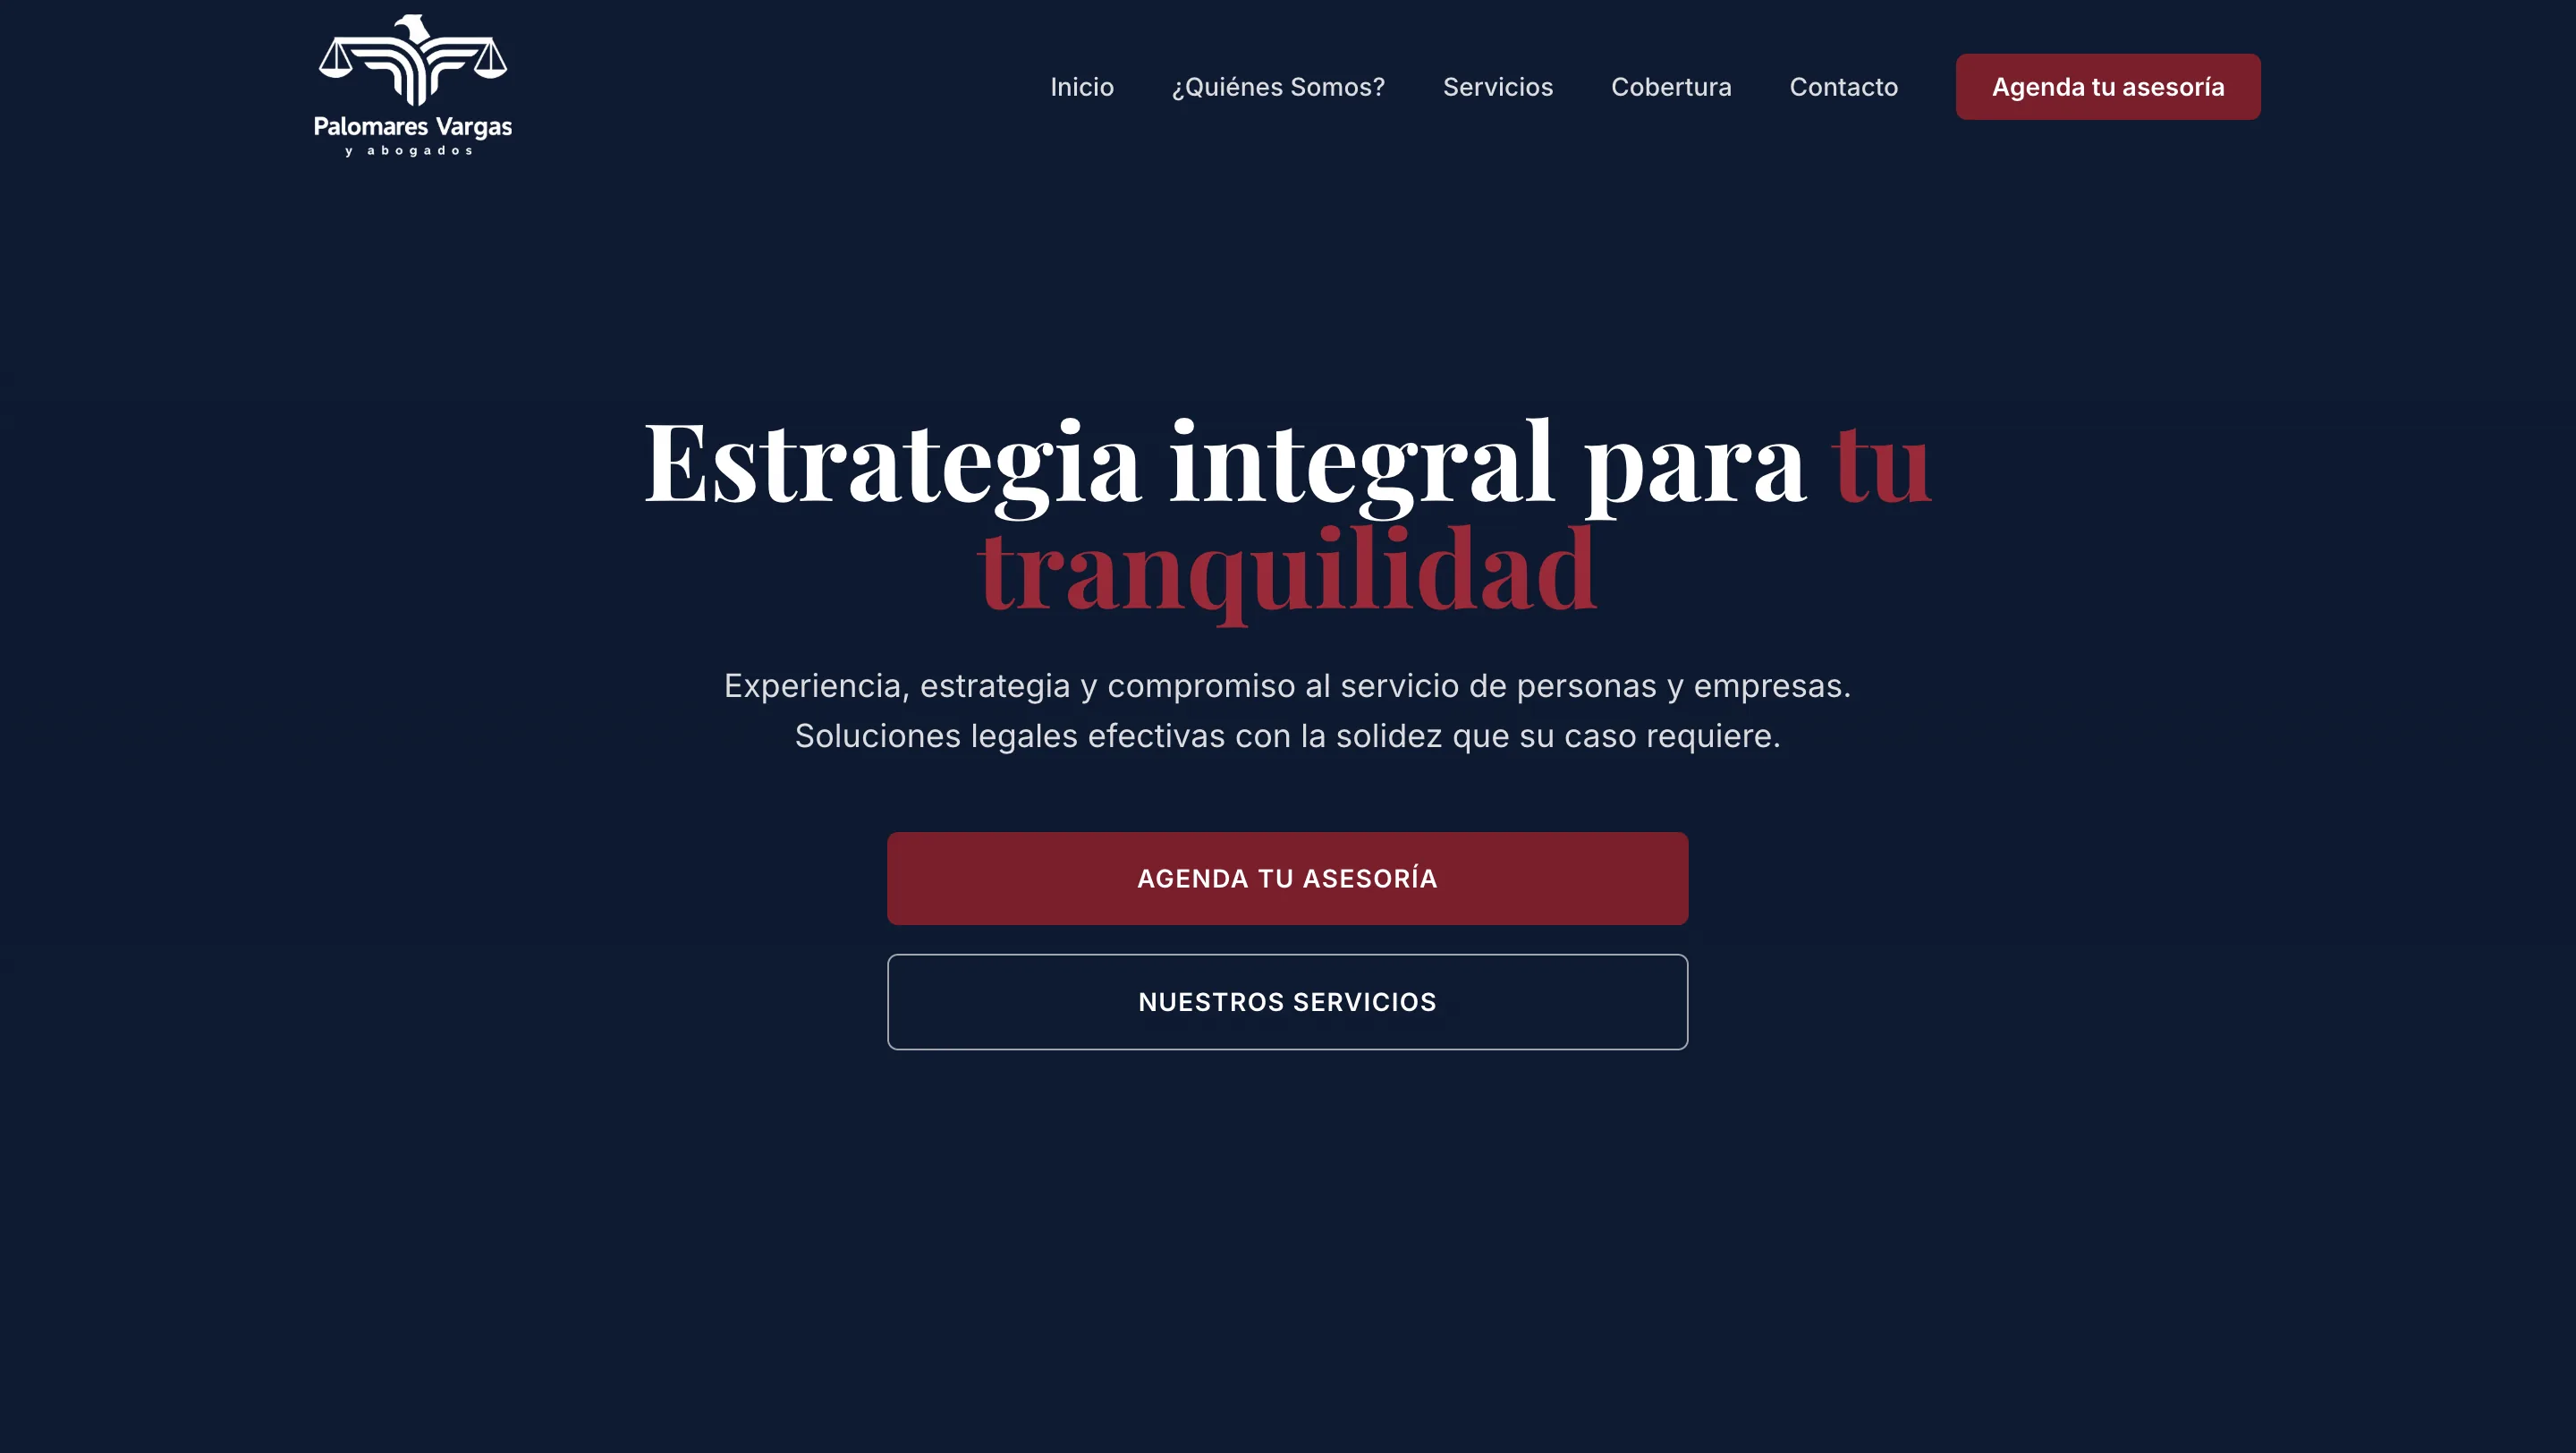 Palomares Vargas
y abogados
Inicio
¿Quiénes Somos?
Servicios
Cobertura
Contacto
Agenda tu asesoría
Estrategia integral para tu
tranquilidad
Experiencia, estrategia y compromiso al servicio de personas y empresas.
Soluciones legales efectivas con la solidez que su caso requiere.
AGENDA TU ASESORÍA
NUESTROS SERVICIOS